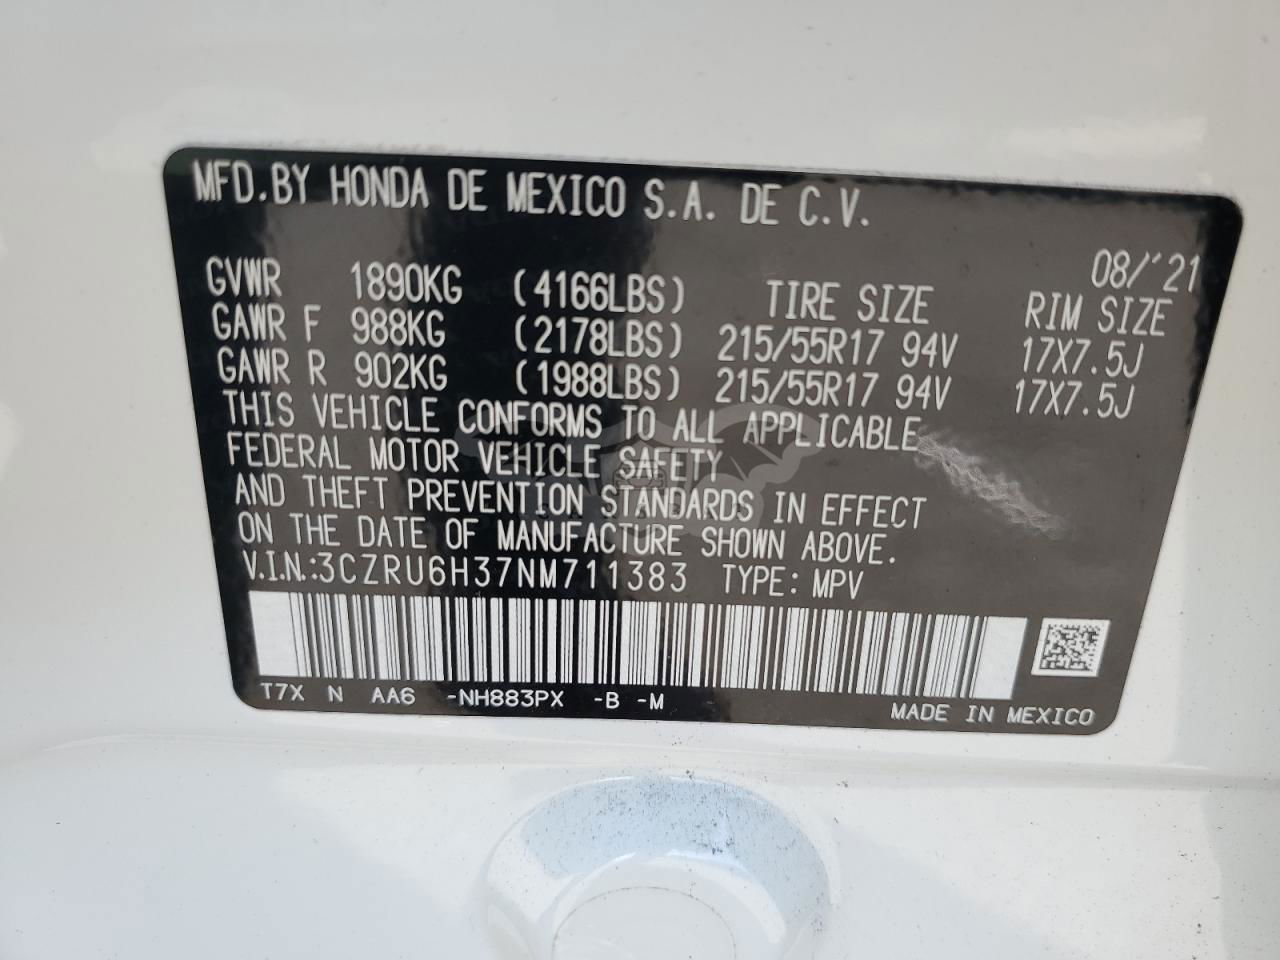 MFD.BY HONDA DE MEXICO S.A. DE C.V.
08/'21
GVWR 1890KG (4166LBS) TIRE SIZE RIM SIZE
GAWR F 988KG (2178LBS) 215/55R17 94V 17X7.5J
GAWR R 902KG (1988LBS) 215/55R17 94V 17X7.5J
THIS VEHICLE CONFORMS TO ALL APPLICABLE
FEDERAL MOTOR VEHICLE SAFETY
AND THEFT PREVENTION STANDARDS IN EFFECT
ON THE DATE OF MANUFACTURE SHOWN ABOVE.
V.I.N.:3CZRU6H37NM711383 TYPE: MPV
T7X N AA6 -NH883PX -B -M
MADE IN MEXICO